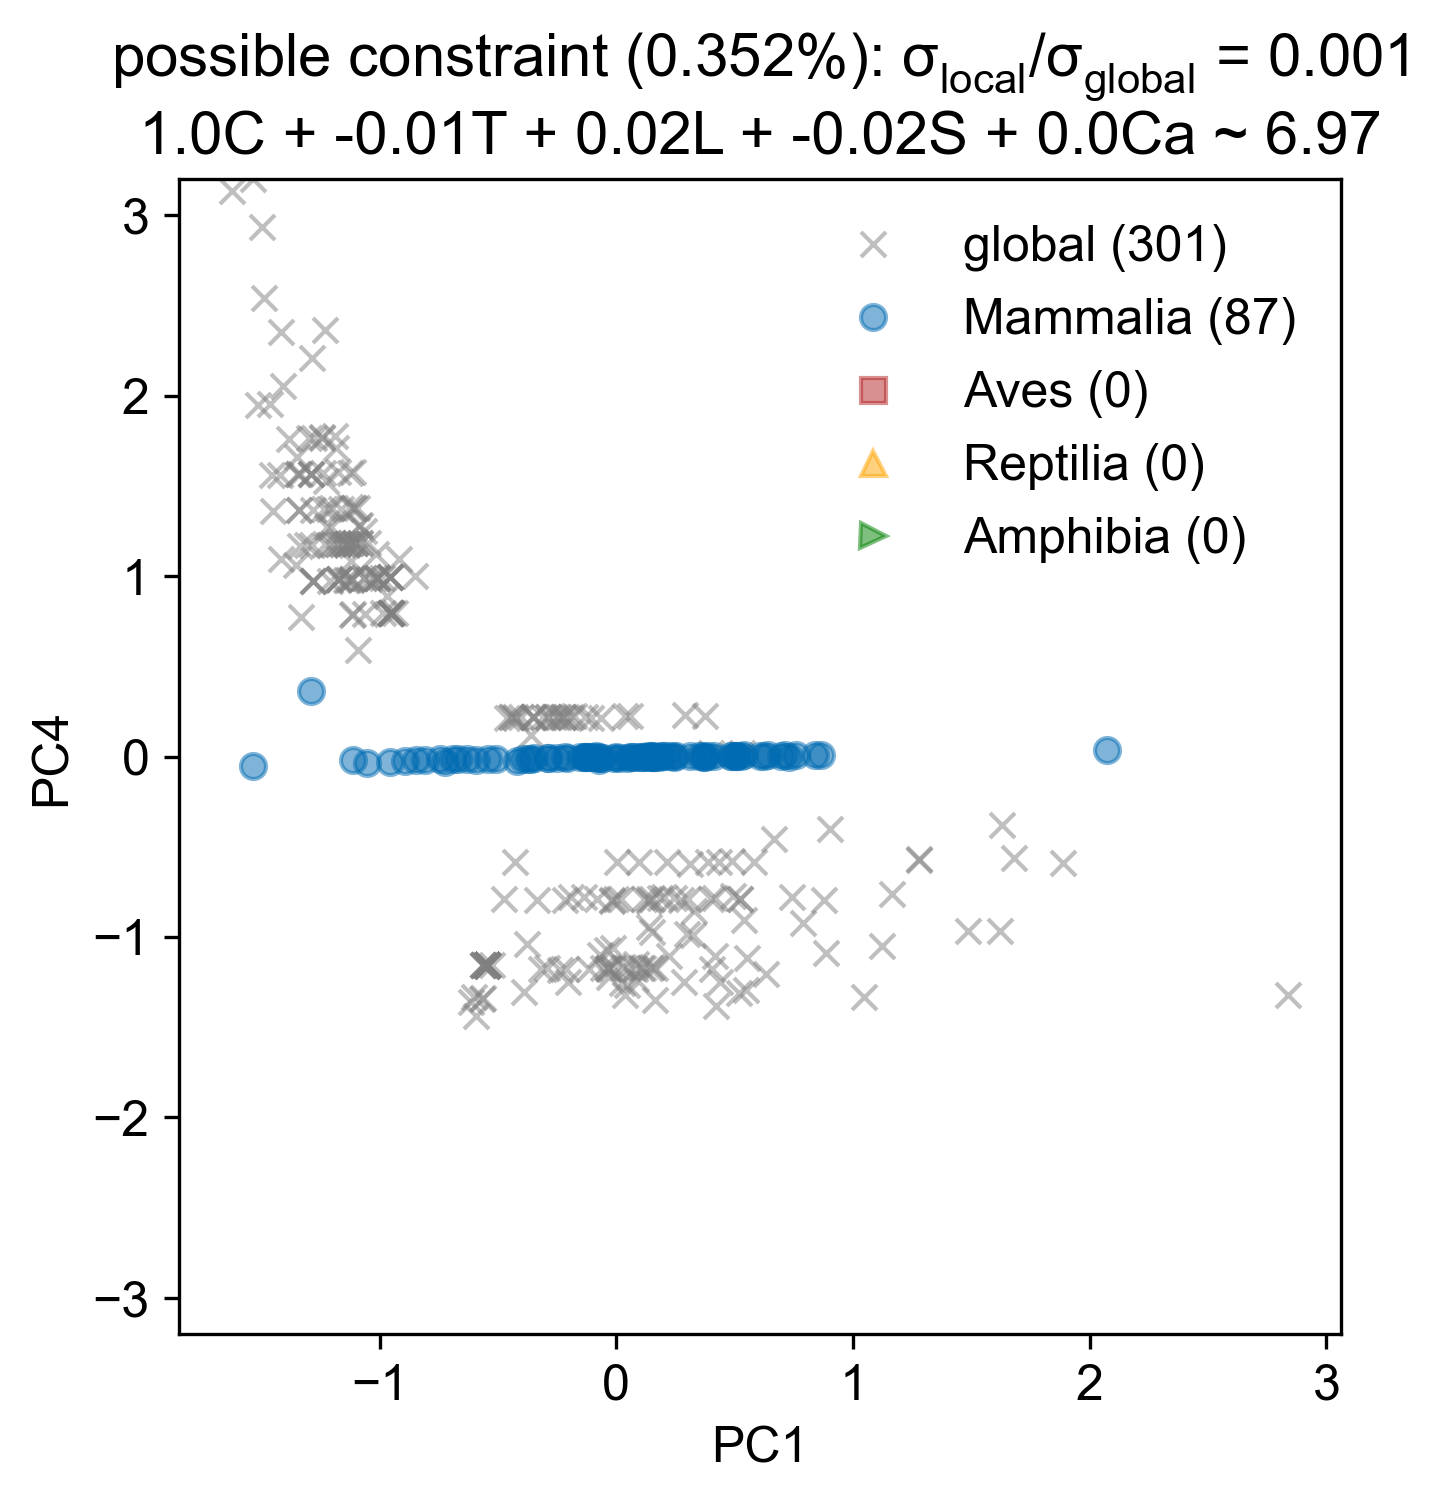 possible constraint (0.352%): σlocal/σglobal = 0.001
1.0C + -0.01T + 0.02L + -0.02S + 0.0Ca ~ 6.97
global (301)
Mammalia (87)
Aves (0)
Reptilia (0)
Amphibia (0)
3
2
1
0
−1
−2
−3
PC4
−1
0
1
2
3
PC1